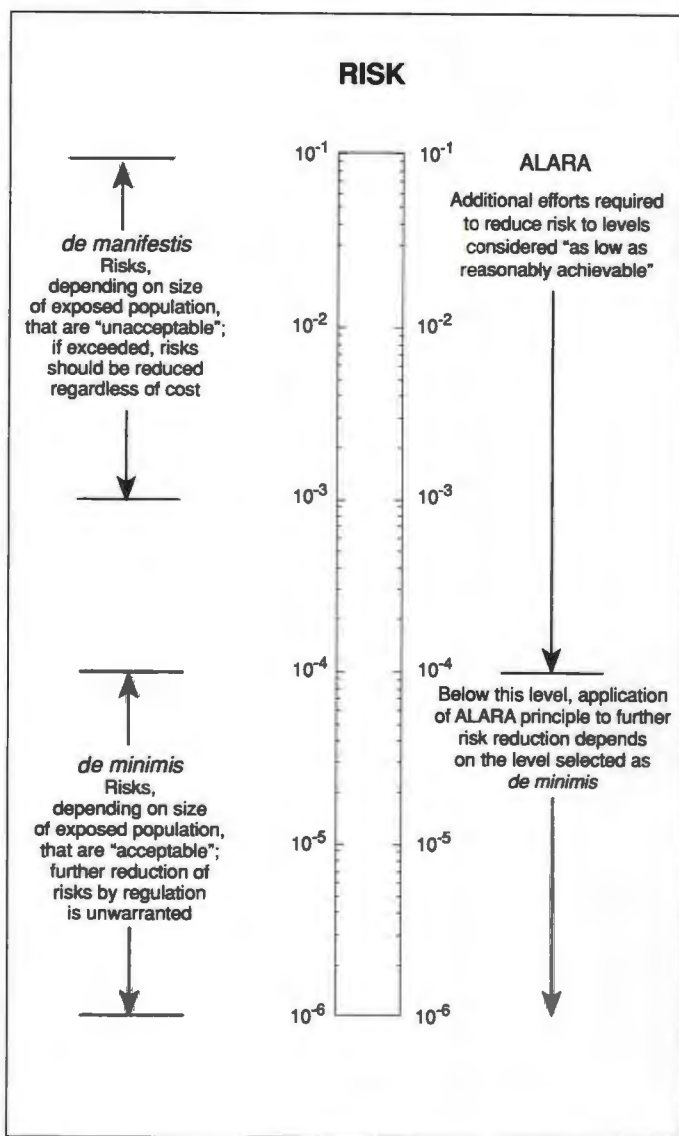 RISK
de manifestis
Risks,
depending on size
of exposed population,
that are "unacceptable";
if exceeded, risks
should be reduced
regardless of cost
de minimis
Risks,
depending on size
of exposed population,
that are "acceptable";
further reduction of
risks by regulation
is unwarranted
10⁻¹ 10⁻¹
10⁻² 10⁻²
10⁻³ 10⁻³
10⁻⁴ 10⁻⁴
10⁻⁵ 10⁻⁵
10⁻⁶ 10⁻⁶
ALARA
Additional efforts required
to reduce risk to levels
considered "as low as
reasonably achievable"
Below this level, application
of ALARA principle to further
risk reduction depends
on the level selected as
de minimis